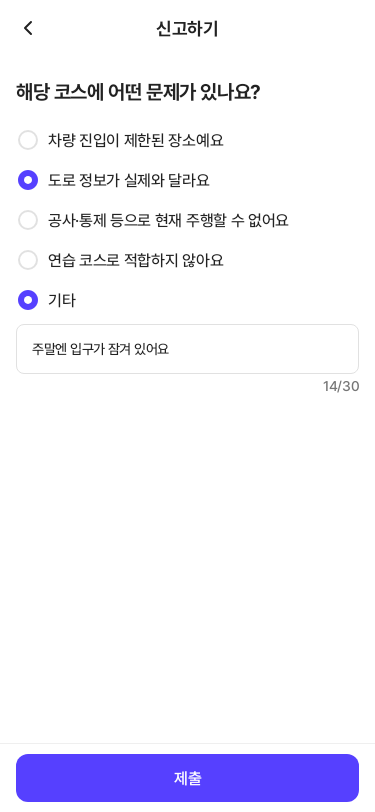 신고하기
해당 코스에 어떤 문제가 있나요?
차량 진입이 제한된 장소예요
도로 정보가 실제와 달라요
공사·통제 등으로 현재 주행할 수 없어요
연습 코스로 적합하지 않아요
기타
주말엔 입구가 잠겨 있어요
14/30
제출